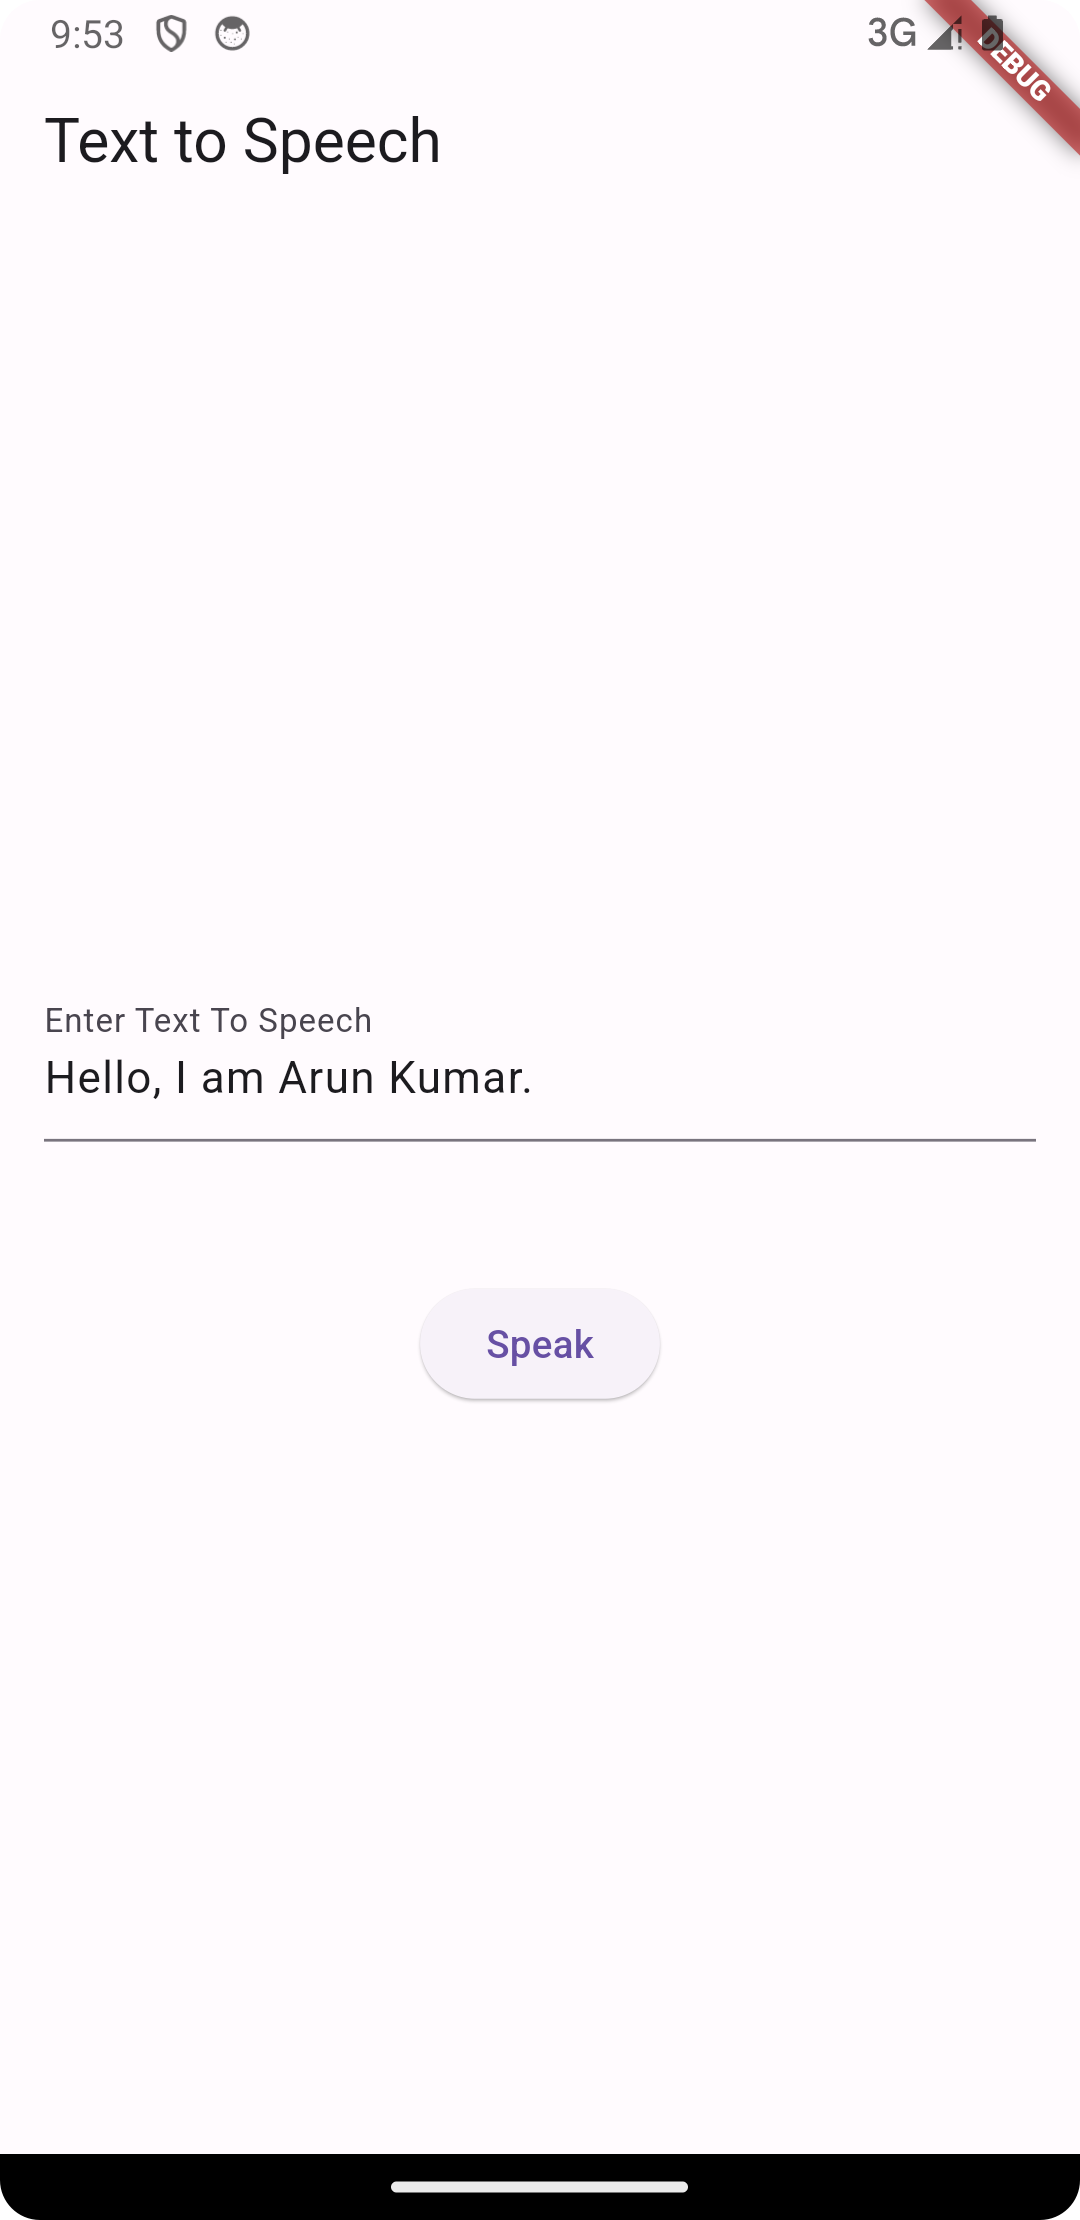 9:53
3G
DEBUG
Text to Speech
Enter Text To Speech
Hello, I am Arun Kumar.
Speak